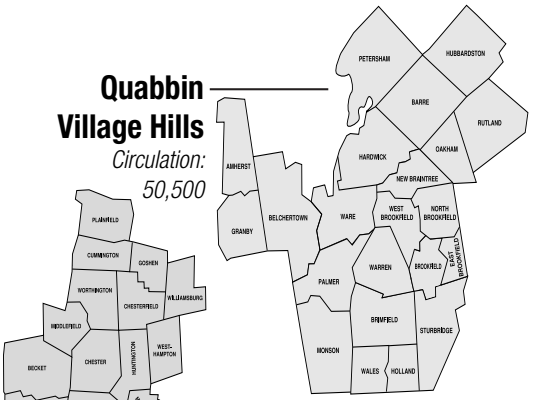 Quabbin
Village Hills
Circulation:
50,500
PETERSHAM
HUBBARDSTON
BARRE
RUTLAND
OAKHAM
HARDWICK
NEW BRAINTREE
AMHERST
GRANBY
BELCHERTOWN
WARE
WEST
BROOKFIELD
NORTH
BROOKFIELD
EAST
BROOKFIELD
BROOKFIELD
WARREN
PALMER
BRIMFIELD
STURBRIDGE
MONSON
WALES
HOLLAND
PLAINFIELD
CUMMINGTON
GOSHEN
WORTHINGTON
CHESTERFIELD
WILLIAMSBURG
MIDDLEFIELD
BECKET
CHESTER
HUNTINGTON
WEST-
HAMPTON